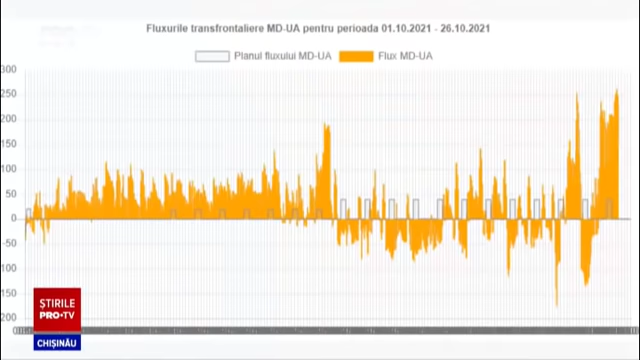 Fluxurile transfrontaliere MD-UA pentru perioada 01.10.2021 - 26.10.2021
Planul fluxului MD-UA Flux MD-UA
300
250
200
150
100
50
0
-50
100
150
200
ȘTIRILE
PRO•TV
CHIȘINĂU